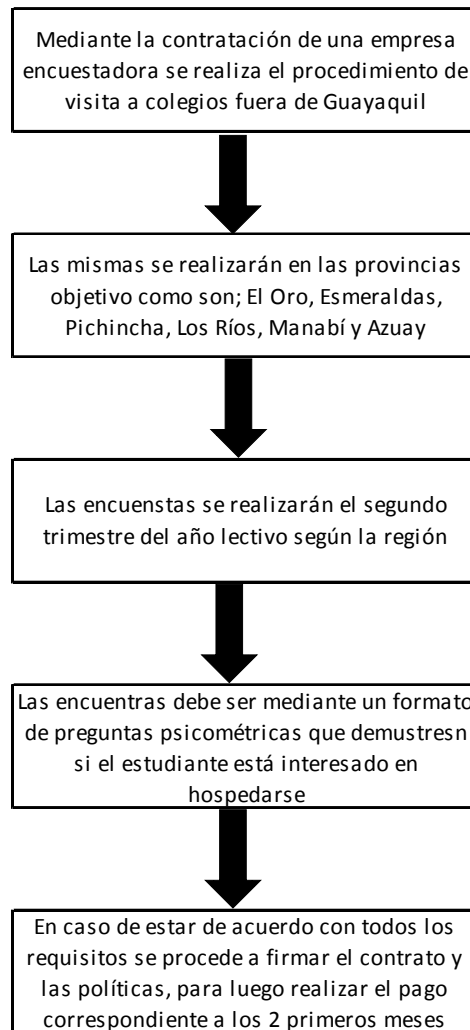 Mediante la contratación de una empresa
encuestadora se realiza el procedimiento de
visita a colegios fuera de Guayaquil
Las mismas se realizarán en las provincias
objetivo como son; El Oro, Esmeraldas,
Pichincha, Los Ríos, Manabí y Azuay
Las encuenstas se realizarán el segundo
trimestre del año lectivo según la región
Las encuentras debe ser mediante un formato
de preguntas psicométricas que demustresn
si el estudiante está interesado en
hospedarse
En caso de estar de acuerdo con todos los
requisitos se procede a firmar el contrato y
las políticas, para luego realizar el pago
correspondiente a los 2 primeros meses